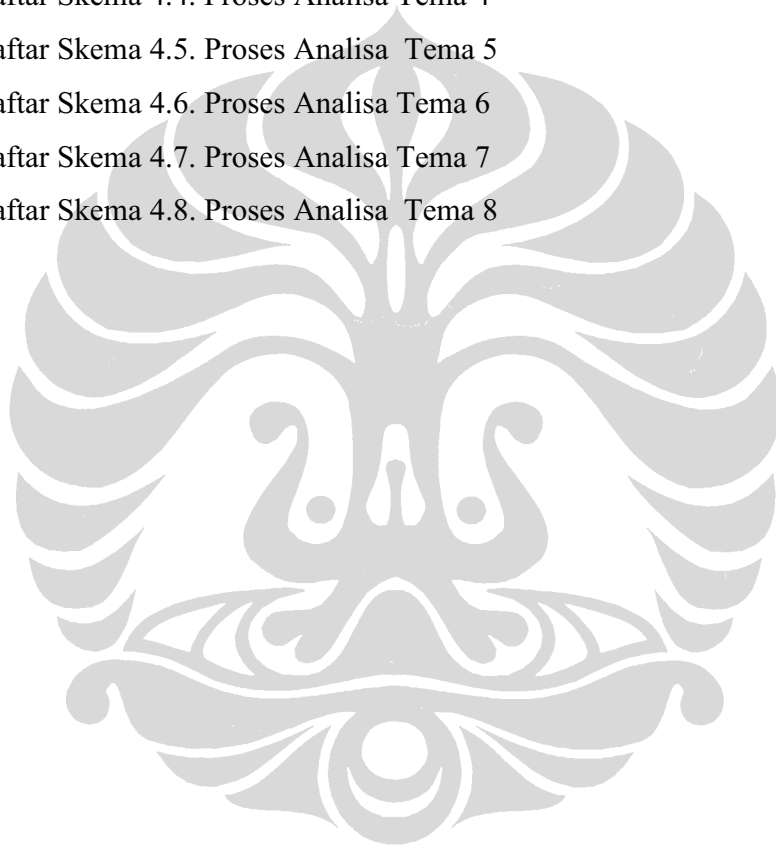 aftar Skema 4.4. Proses Analisa Tema 4
aftar Skema 4.5. Proses Analisa Tema 5
aftar Skema 4.6. Proses Analisa Tema 6
aftar Skema 4.7. Proses Analisa Tema 7
aftar Skema 4.8. Proses Analisa Tema 8